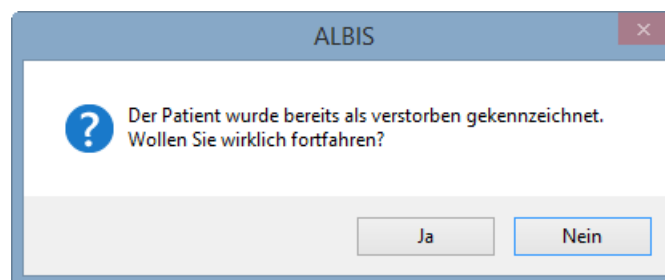 ALBIS
Der Patient wurde bereits als verstorben gekennzeichnet.
Wollen Sie wirklich fortfahren?
Ja
Nein